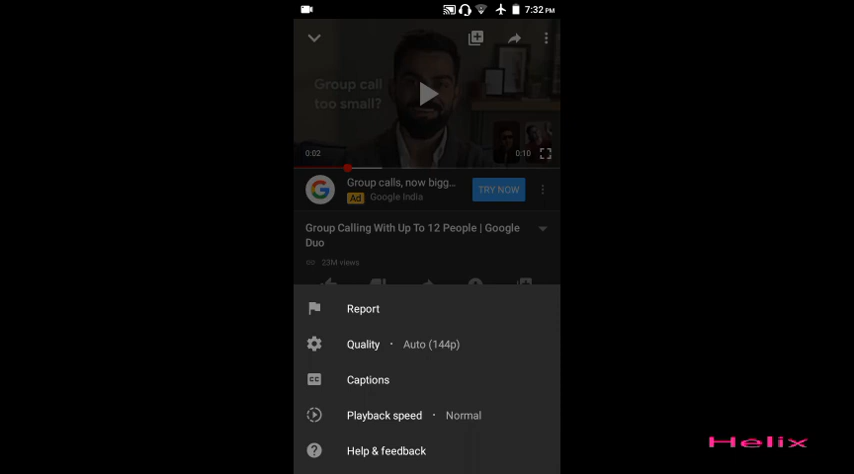 7:32 PM
Group call
too small?
0:02
0:10
Group calls, now bigg...
TRY NOW
Ad Google India
Group Calling With Up To 12 People | Google
Duo
23M views
Report
Quality · Auto (144p)
CC Captions
Playback speed · Normal
? Help & feedback
Helix